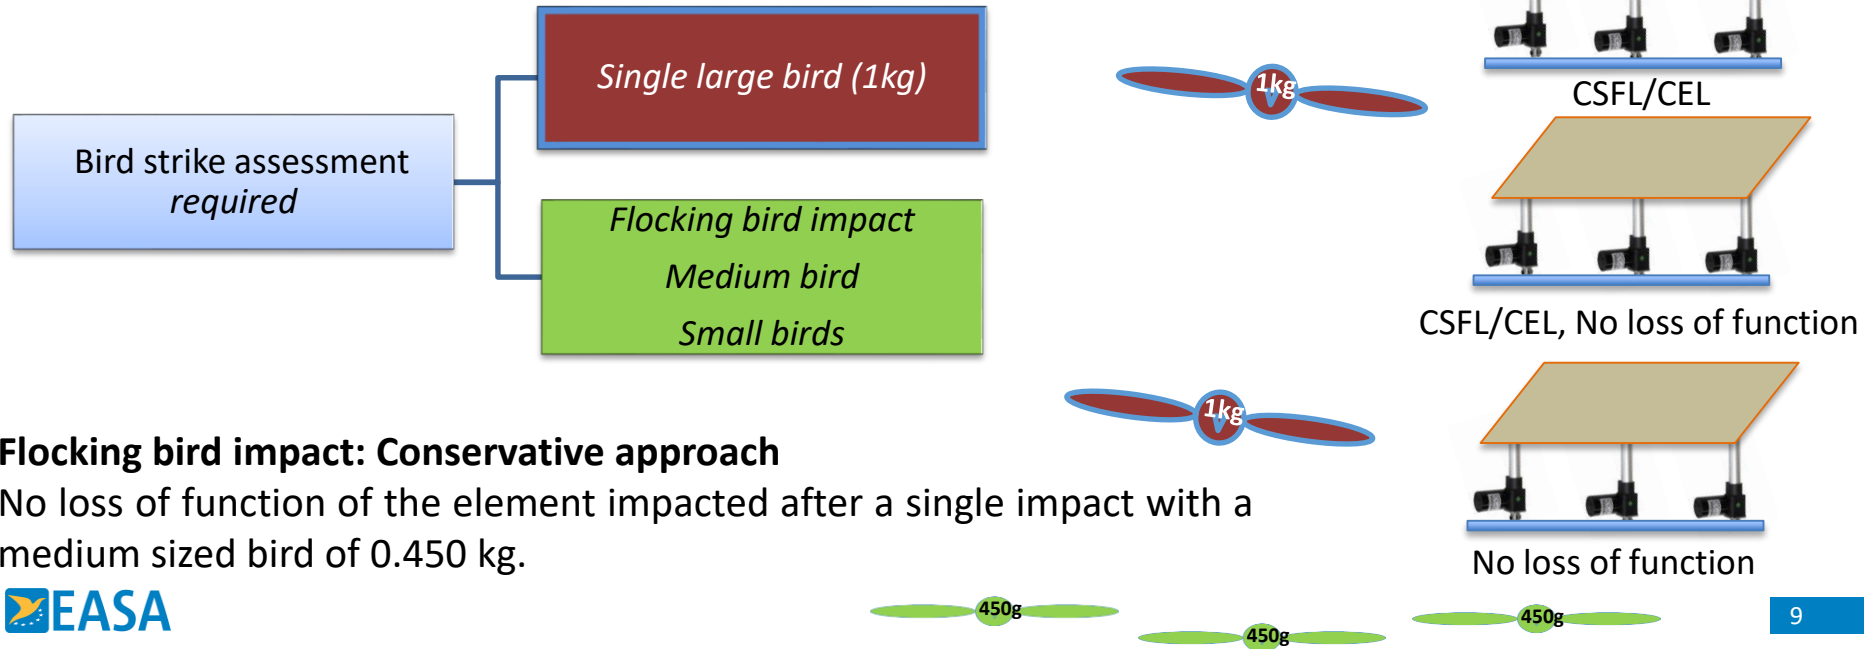 Single large bird (1kg)
Bird strike assessment
required
Flocking bird impact
Medium bird
Small birds
1kg
CSFL/CEL
CSFL/CEL, No loss of function
1kg
Flocking bird impact: Conservative approach
No loss of function of the element impacted after a single impact with a
medium sized bird of 0.450 kg.
No loss of function
EASA
450g
450g
450g
9